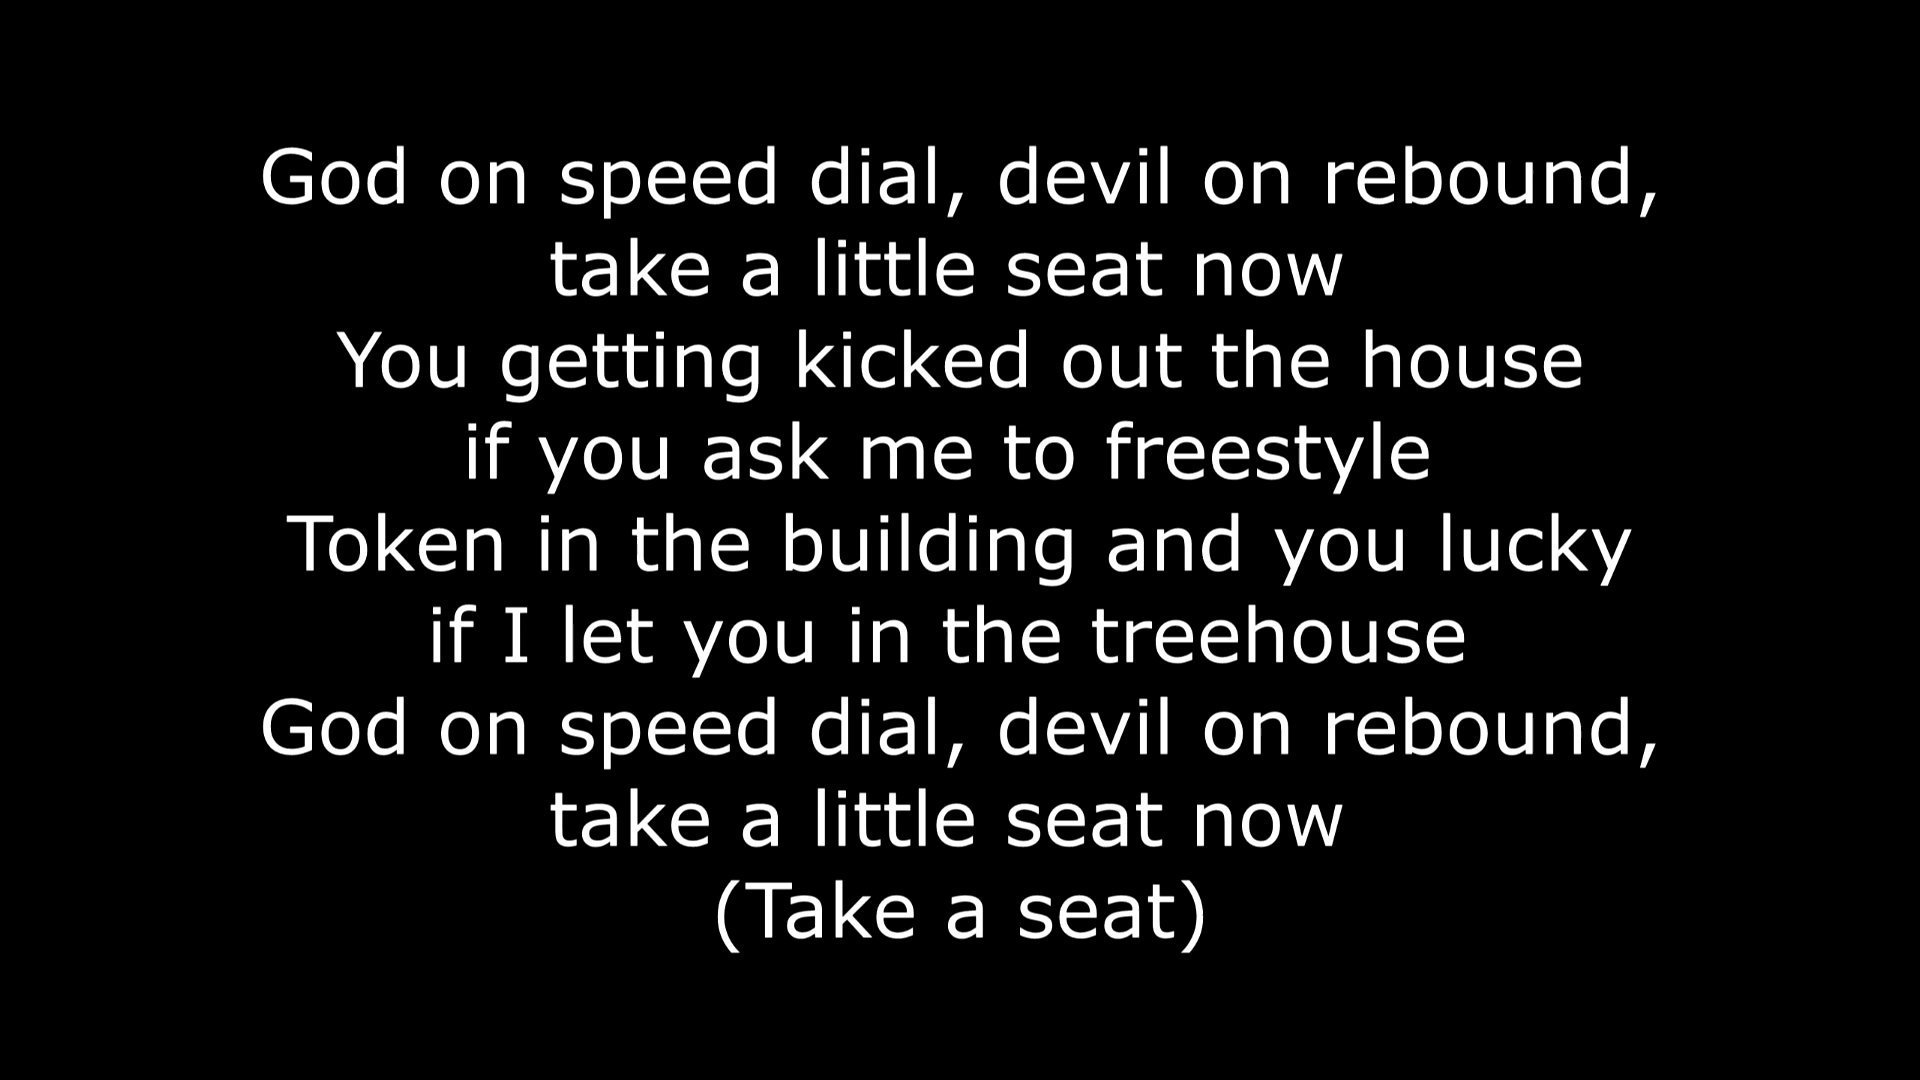 God on speed dial, devil on rebound,
take a little seat now
You getting kicked out the house
if you ask me to freestyle
Token in the building and you lucky
if I let you in the treehouse
God on speed dial, devil on rebound,
take a little seat now
(Take a seat)